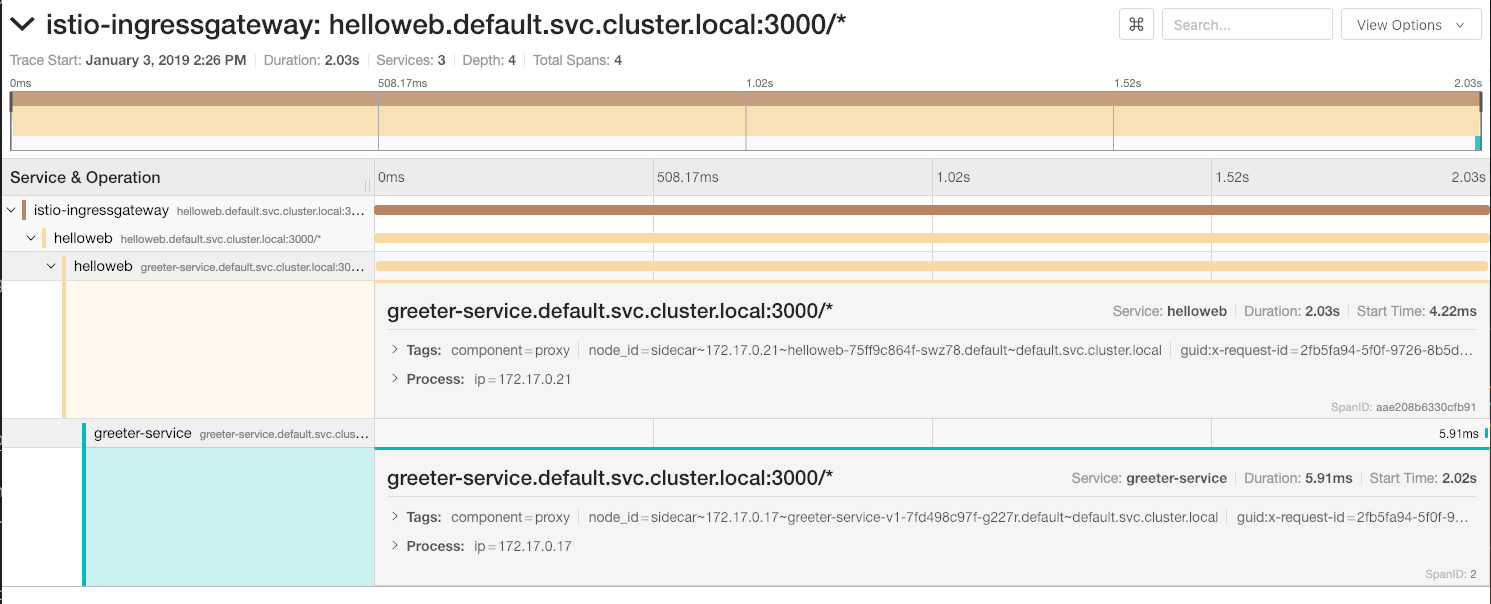 istio-ingressgateway: helloweb.default.svc.cluster.local:3000/* ⌘ Search... View Options
Trace Start: January 3, 2019 2:26 PM Duration: 2.03s Services: 3 Depth: 4 Total Spans: 4
0ms 508.17ms 1.02s 1.52s 2.03s
Service & Operation 0ms 508.17ms 1.02s 1.52s 2.03s
istio-ingressgateway helloweb.default.svc.cluster.local:3...
helloweb helloweb.default.svc.cluster.local:3000/*
helloweb greeter-service.default.svc.cluster.local:30...
greeter-service.default.svc.cluster.local:3000/* Service: helloweb Duration: 2.03s Start Time: 4.22ms
Tags: component=proxy node_id=sidecar~172.17.0.21~helloweb-75ff9c864f-swz78.default~default.svc.cluster.local guid:x-request-id=2fb5fa94-5f0f-9726-8b5d...
Process: ip=172.17.0.21
SpanID: aae208b6330cfb91
greeter-service greeter-service.default.svc.clus... 5.91ms
greeter-service.default.svc.cluster.local:3000/* Service: greeter-service Duration: 5.91ms Start Time: 2.02s
Tags: component=proxy node_id=sidecar~172.17.0.17~greeter-service-v1-7fd498c97f-g227r.default~default.svc.cluster.local guid:x-request-id=2fb5fa94-5f0f-9...
Process: ip=172.17.0.17
SpanID: 2